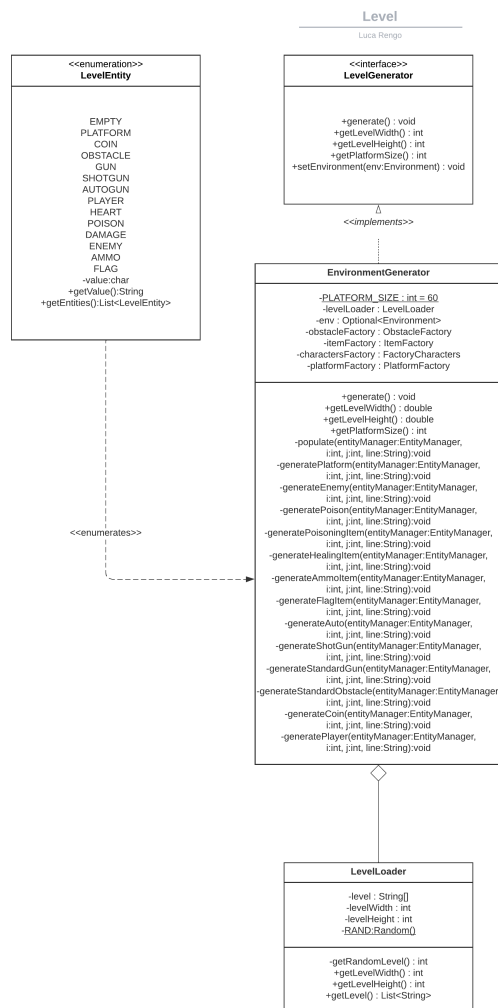 Level
Luca Rengo
<<enumeration>>
LevelEntity
EMPTY
PLATFORM
COIN
OBSTACLE
GUN
SHOTGUN
AUTOGUN
PLAYER
HEART
POISON
DAMAGE
ENEMY
AMMO
FLAG
-value:char
+getValue():String
+getEntities():List<LevelEntity>
<<interface>>
LevelGenerator
+generate() : void
+getLevelWidth() : int
+getLevelHeight() : int
+getPlatformSize() : int
+setEnvironment(env:Environment) : void
<<implements>>
EnvironmentGenerator
-PLATFORM_SIZE : int = 60
-levelLoader : LevelLoader
-env : Optional<Environment>
-obstacleFactory : ObstacleFactory
-itemFactory : ItemFactory
-charactersFactory : FactoryCharacters
-platformFactory : PlatformFactory
+generate() : void
+getLevelWidth() : double
+getLevelHeight() : double
+getPlatformSize() : int
-populate(entityManager:EntityManager,
i:int, j:int, line:String):void
-generatePlatform(entityManager:EntityManager,
i:int, j:int, line:String):void
-generateEnemy(entityManager:EntityManager,
i:int, j:int, line:String):void
-generatePoison(entityManager:EntityManager,
i:int, j:int, line:String):void
-generatePoisoningItem(entityManager:EntityManager,
i:int, j:int, line:String):void
-generateHealingItem(entityManager:EntityManager,
i:int, j:int, line:String):void
-generateAmmoItem(entityManager:EntityManager,
i:int, j:int, line:String):void
-generateFlagItem(entityManager:EntityManager,
i:int, j:int, line:String):void
-generateAuto(entityManager:EntityManager,
i:int, j:int, line:String):void
-generateShotGun(entityManager:EntityManager,
i:int, j:int, line:String):void
-generateStandardGun(entityManager:EntityManager,
i:int, j:int, line:String):void
-generateStandardObstacle(entityManager:EntityManager,
i:int, j:int, line:String):void
-generateCoin(entityManager:EntityManager,
i:int, j:int, line:String):void
-generatePlayer(entityManager:EntityManager,
i:int, j:int, line:String):void
<<enumerates>>
LevelLoader
-level : String[]
-levelWidth : int
-levelHeight : int
-RAND:Random()
-getRandomLevel() : int
+getLevelWidth() : int
+getLevelHeight() : int
+getLevel() : List<String>